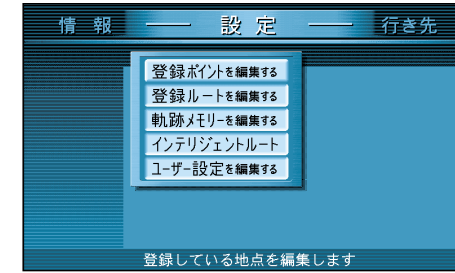 情報 設定 行き先
登録ポイントを編集する
登録ルートを編集する
軌跡メモリーを編集する
インテリジェントルート
ユーザー設定を編集する
登録している地点を編集します